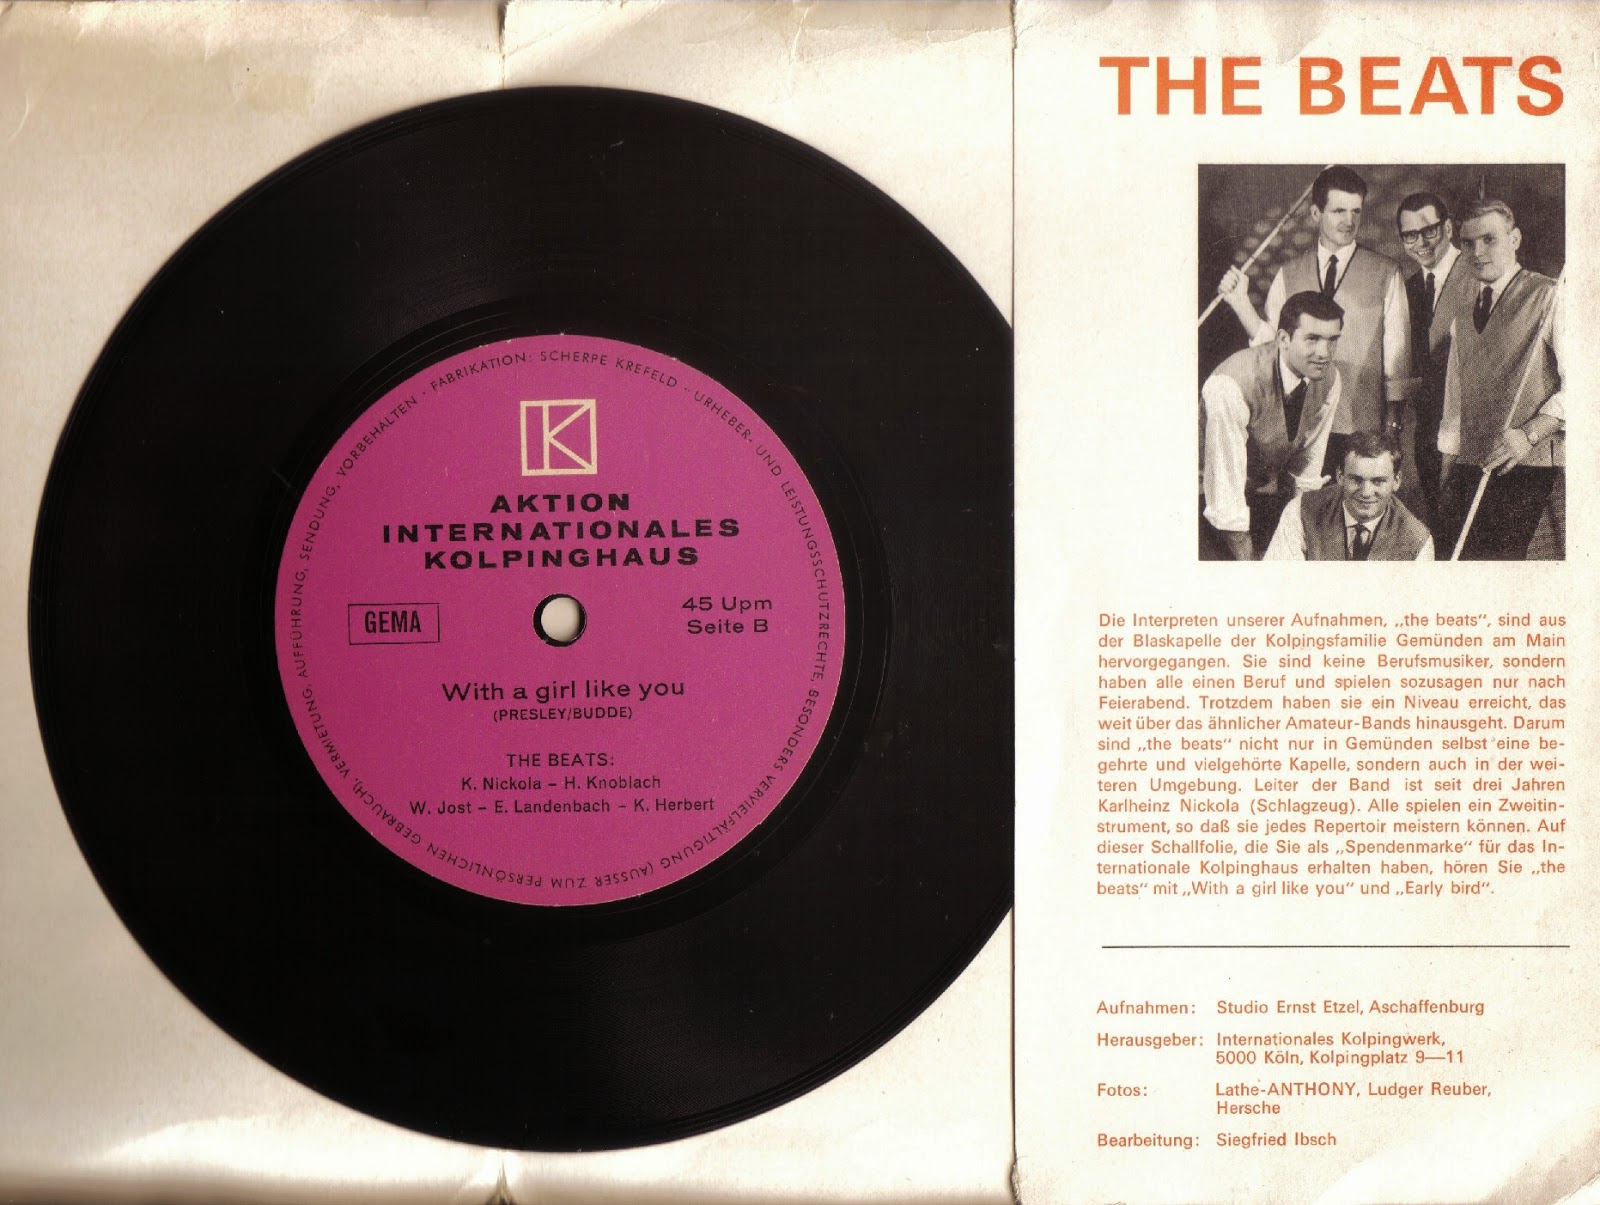 FABRIKATION: SCHERPE KREFELD - URHEBER- UND LEISTUNGSSCHUTZRECHTE, BESONDERS VERVIELFÄLTIGUNG (AUSSER ZUM PERSÖNLICHEN GEBRAUCH), VERMIETUNG, AUFFÜHRUNG, SENDUNG, VORBEHALTEN -
K
AKTION
INTERNATIONALES
KOLPINGHAUS
GEMA
45 Upm
Seite B
With a girl like you
(PRESLEY/BUDDE)
THE BEATS:
K. Nickola – H. Knoblach
W. Jost – E. Landenbach – K. Herbert
THE BEATS
Die Interpreten unserer Aufnahmen, „the beats“, sind aus
der Blaskapelle der Kolpingsfamilie Gemünden am Main
hervorgegangen. Sie sind keine Berufsmusiker, sondern
haben alle einen Beruf und spielen sozusagen nur nach
Feierabend. Trotzdem haben sie ein Niveau erreicht, das
weit über das ähnlicher Amateur-Bands hinausgeht. Darum
sind „the beats“ nicht nur in Gemünden selbst eine be-
gehrte und vielgehörte Kapelle, sondern auch in der wei-
teren Umgebung. Leiter der Band ist seit drei Jahren
Karlheinz Nickola (Schlagzeug). Alle spielen ein Zweitin-
strument, so daß sie jedes Repertoir meistern können. Auf
dieser Schallfolie, die Sie als „Spendenmarke“ für das In-
ternationale Kolpinghaus erhalten haben, hören Sie „the
beats“ mit „With a girl like you“ und „Early bird“.
Aufnahmen: Studio Ernst Etzel, Aschaffenburg
Herausgeber: Internationales Kolpingwerk,
5000 Köln, Kolpingplatz 9—11
Fotos: Lathe-ANTHONY, Ludger Reuber,
Hersche
Bearbeitung: Siegfried Ibsch